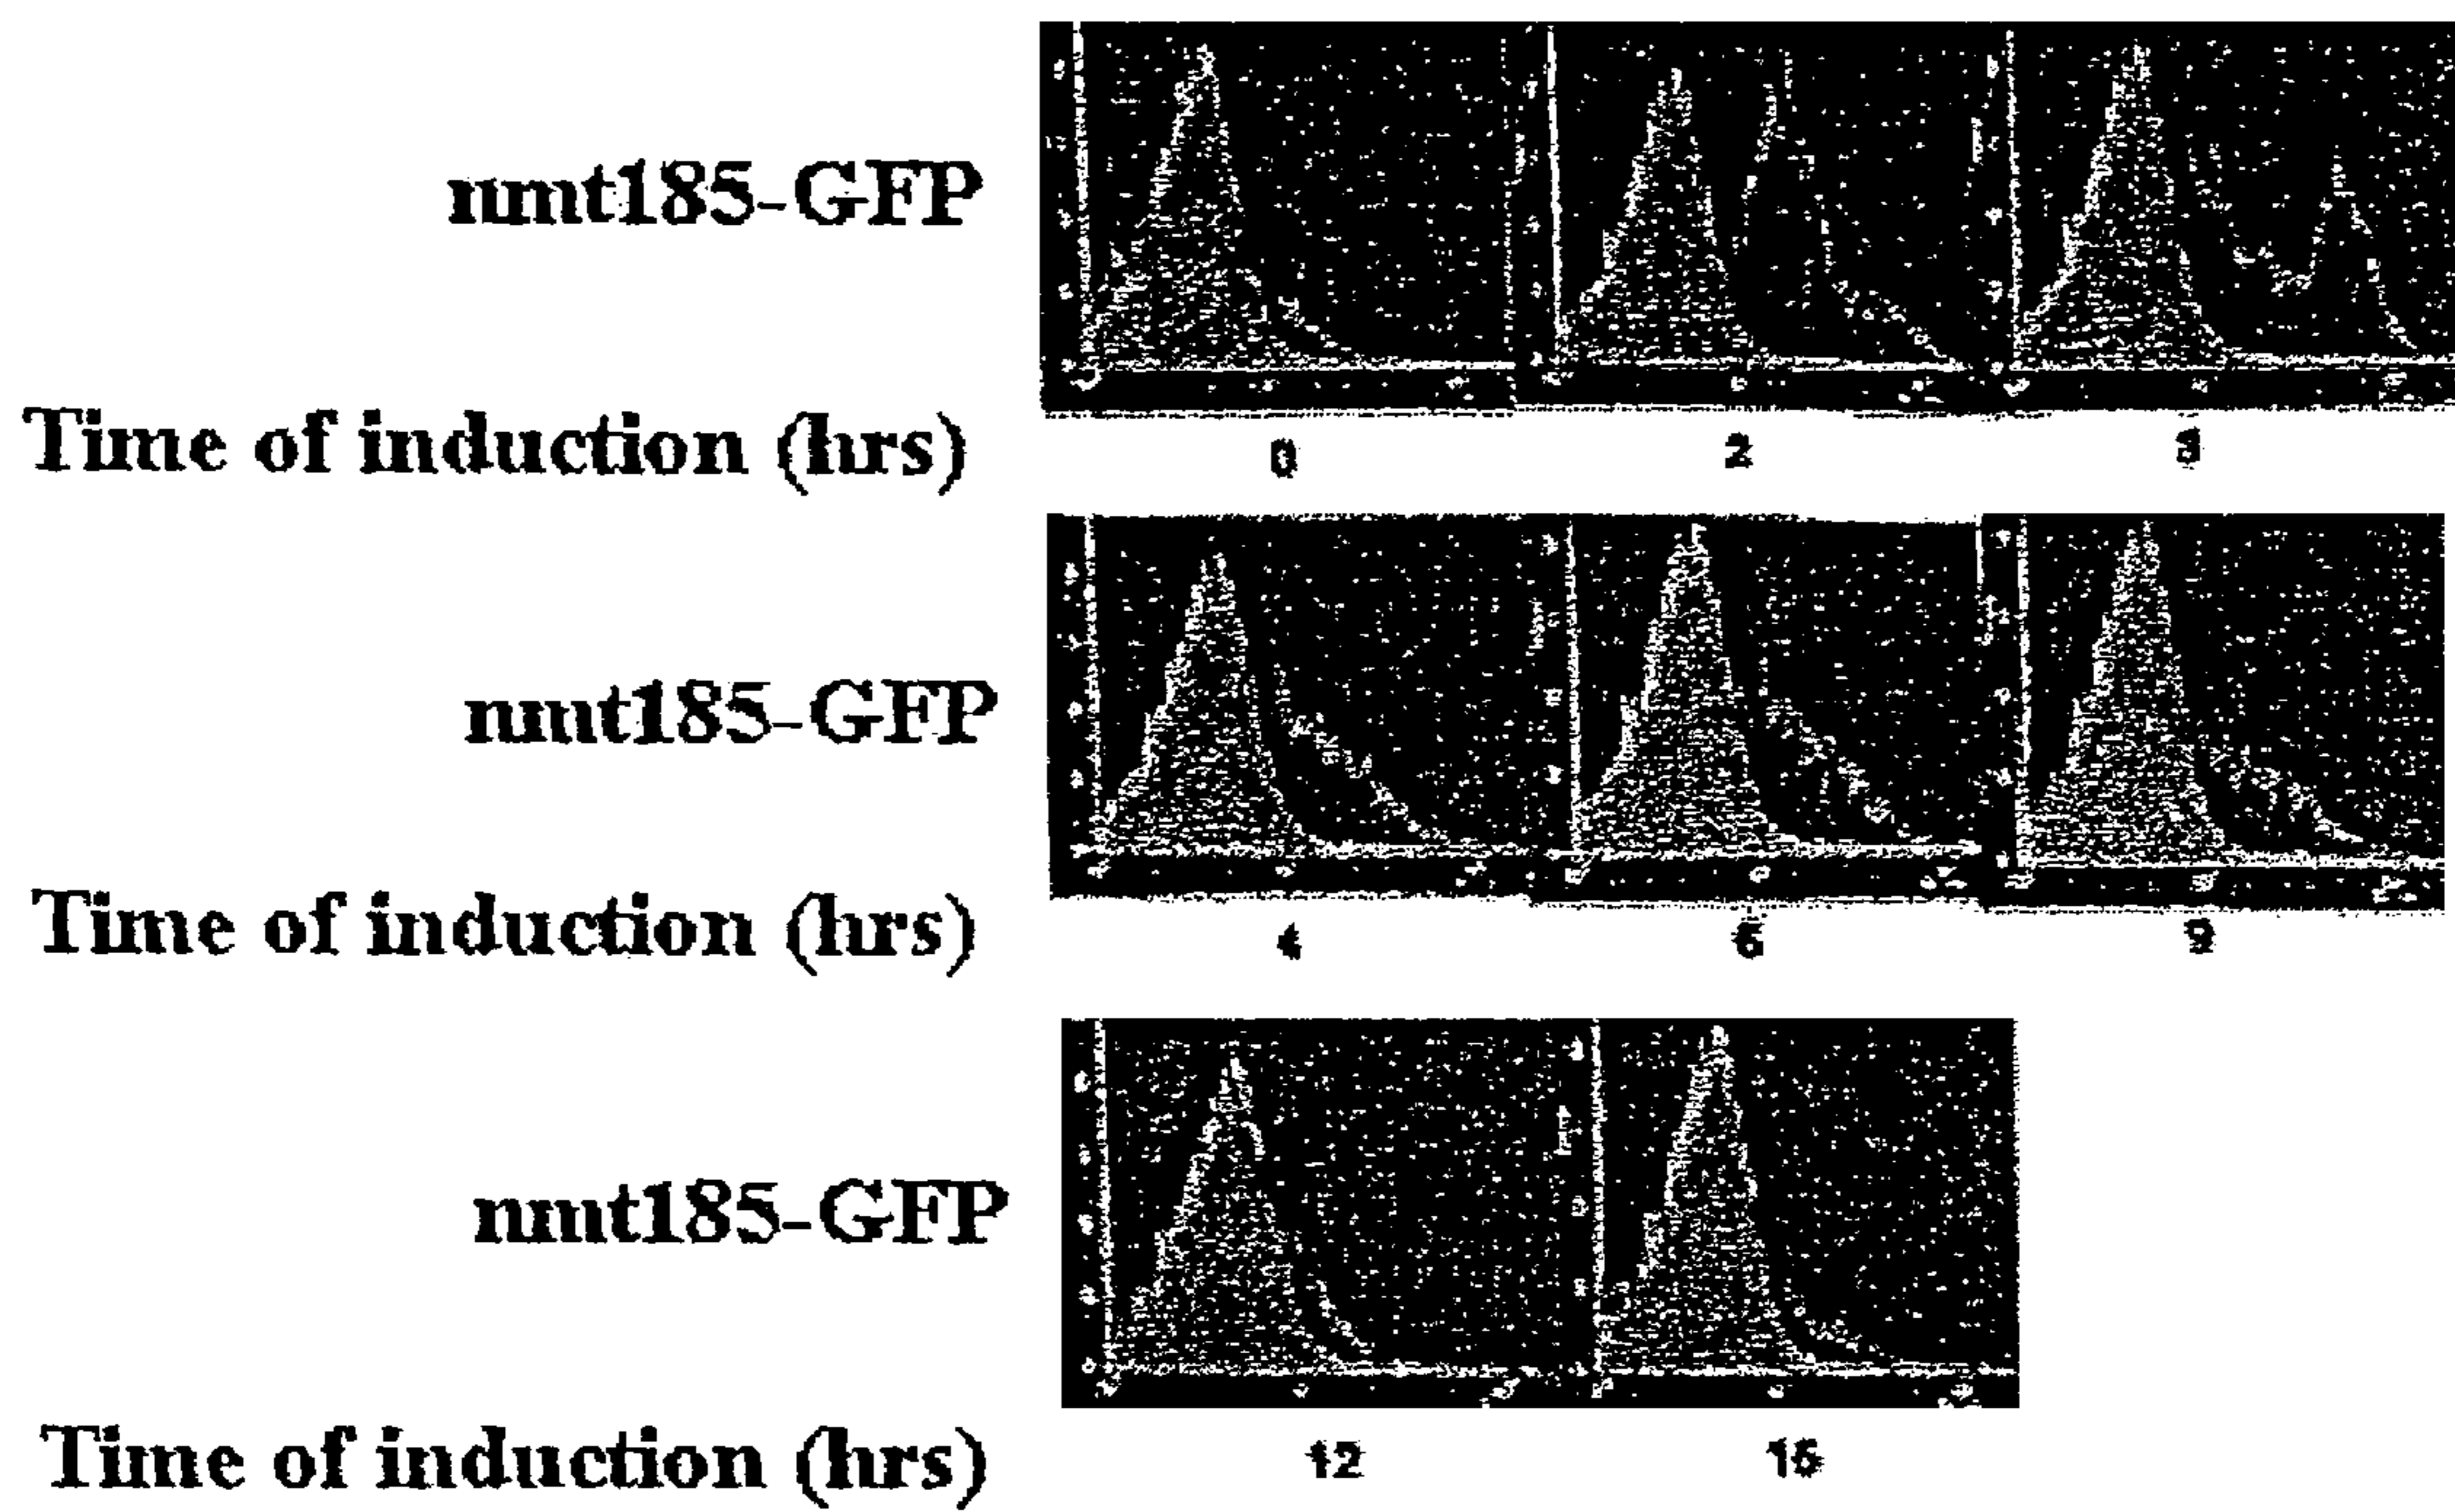 nmt185-GFP
Time of induction (hrs) 0 2 3
nmt185-GFP
Time of induction (hrs) 4 6 9
nmt185-GFP
Time of induction (hrs) 12